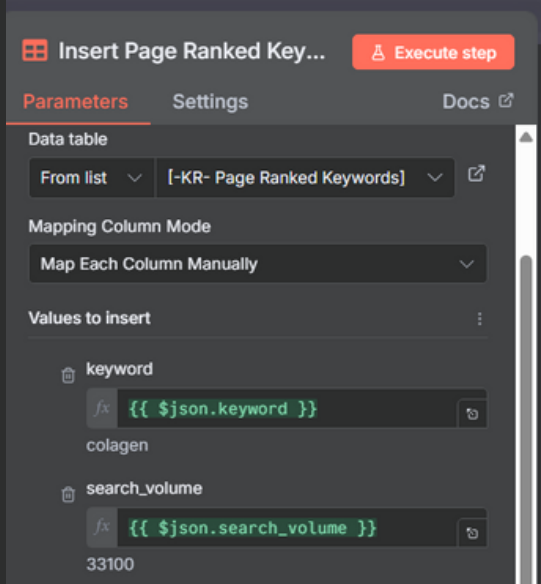 Insert Page Ranked Key...
Execute step
Parameters
Settings
Docs
Data table
From list
[-KR- Page Ranked Keywords]
Mapping Column Mode
Map Each Column Manually
Values to insert
keyword
fx {{ $json.keyword }}
colagen
search_volume
fx {{ $json.search_volume }}
33100